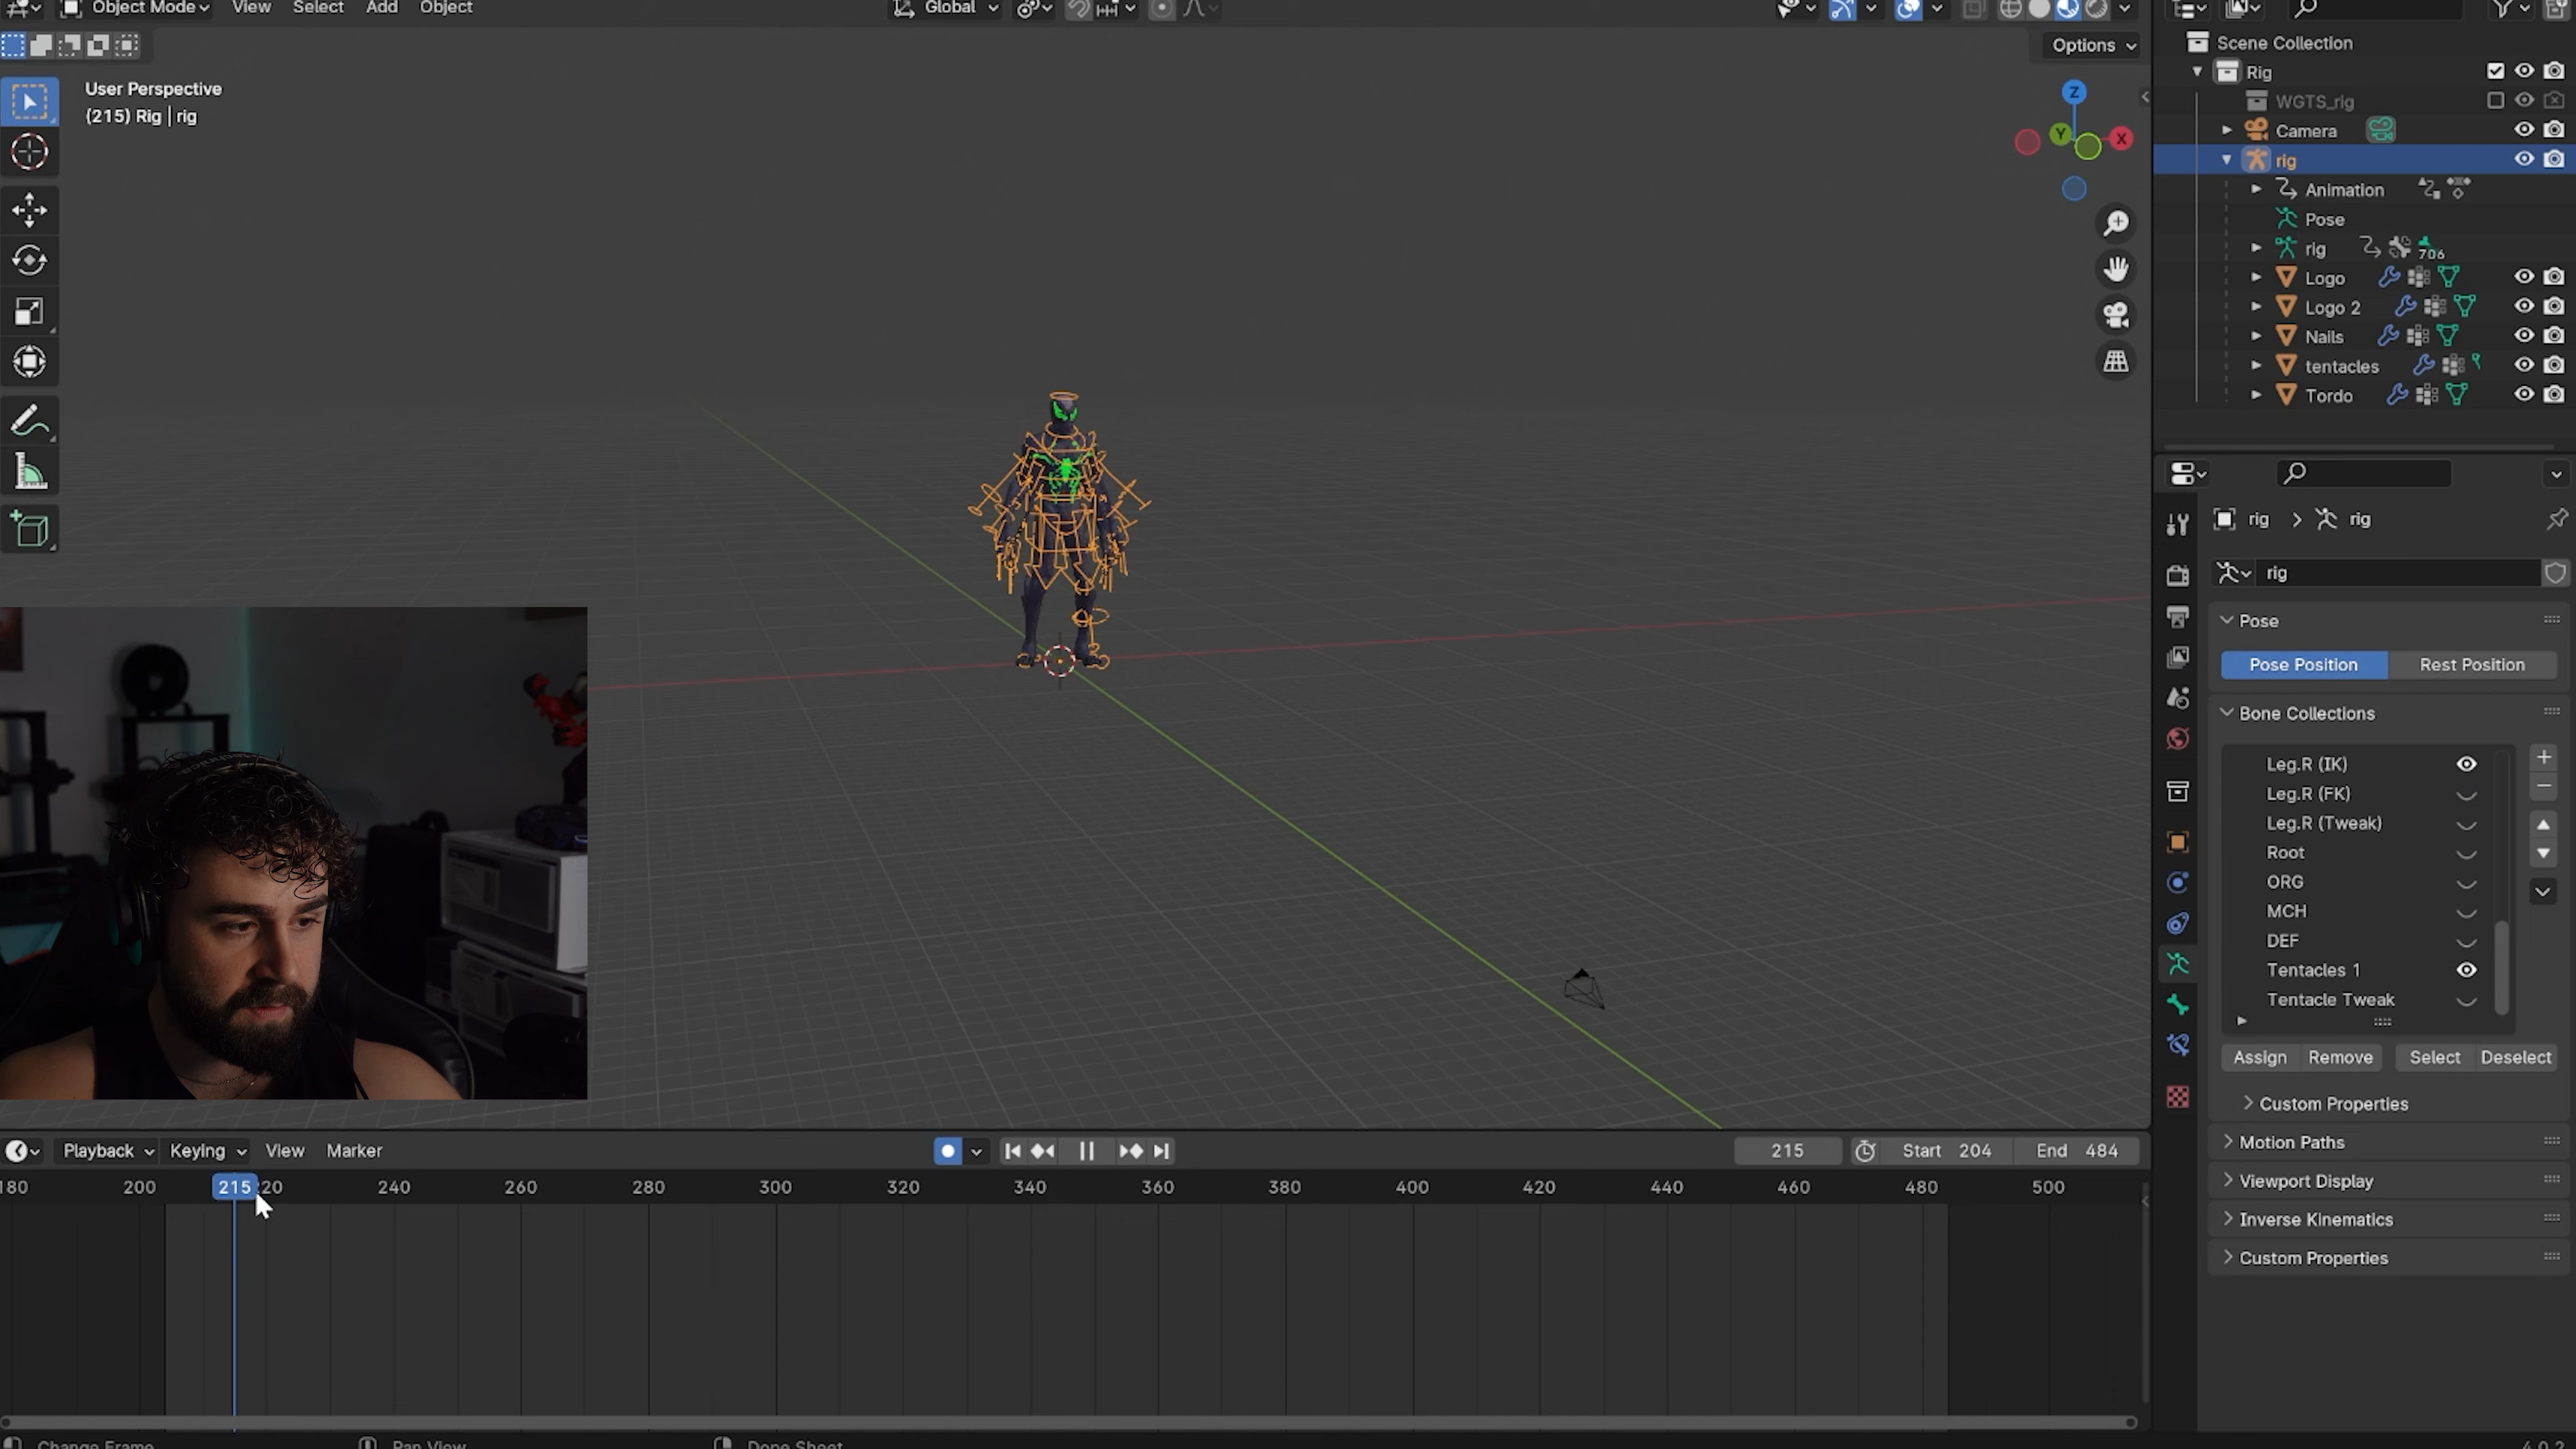 Object Mode View Select Add Object Global
Options
User Perspective
(215) Rig | rig
Z
Y
X
Scene Collection
Rig
WGTS_rig
Camera
rig
Animation
Pose
rig 706
Logo
Logo 2
Nails
tentacles
Tordo
rig > rig
rig
Pose
Pose Position Rest Position
Bone Collections
Leg.R (IK)
Leg.R (FK)
Leg.R (Tweak)
Root
ORG
MCH
DEF
Tentacles 1
Tentacle Tweak
Assign Remove Select Deselect
Custom Properties
Motion Paths
Viewport Display
Inverse Kinematics
Custom Properties
Playback Keying View Marker 215 Start 204 End 484
180 200 215 20 240 260 280 300 320 340 360 380 400 420 440 460 480 500
Change Frame Pan View Dope Sheet